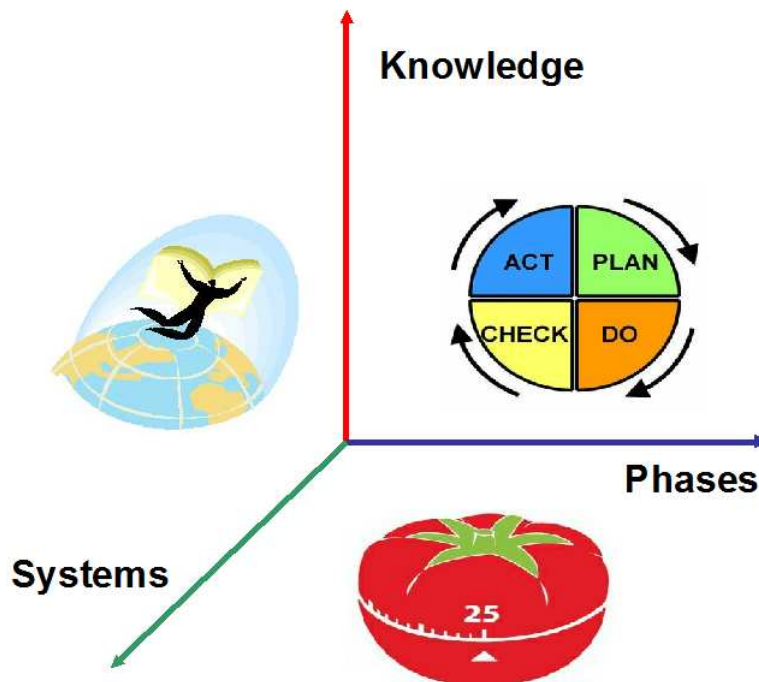 Knowledge
ACT PLAN
CHECK DO
Phases
Systems
25